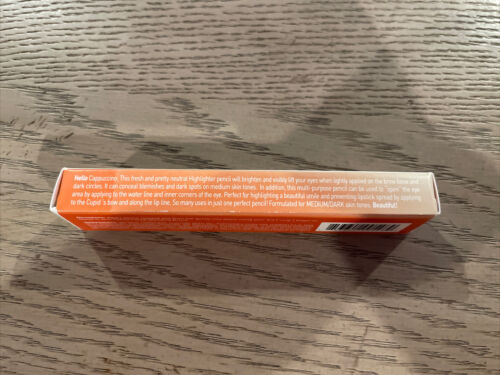 Hello Cappuccino. This fresh and pretty neutral Highlighter pencil will brighten and visibly lift your eyes when lightly applied on the brow bone and
dark circles. It can conceal blemishes and dark spots on medium skin tones. In addition, this multi-purpose pencil can be used to "open" the eye
area by applying to the water line and inner corners of the eye. Perfect for highlighting a beautiful smile and preventing lipstick spread by applying
to the Cupid's bow and along the lip line. So many uses in just one perfect pencil! Formulated for MEDIUM/DARK skin tones. Beautiful!